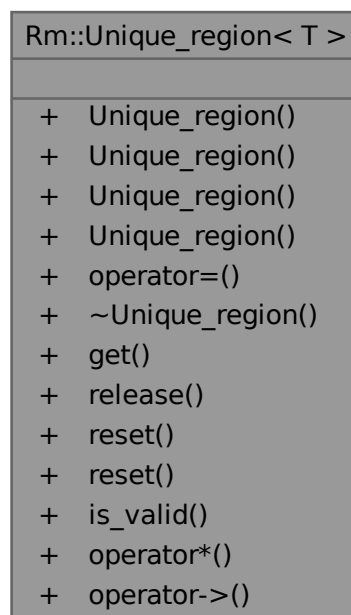 Rm::Unique_region< T >
+ Unique_region()
+ Unique_region()
+ Unique_region()
+ Unique_region()
+ operator=()
+ ~Unique_region()
+ get()
+ release()
+ reset()
+ reset()
+ is_valid()
+ operator*()
+ operator->()